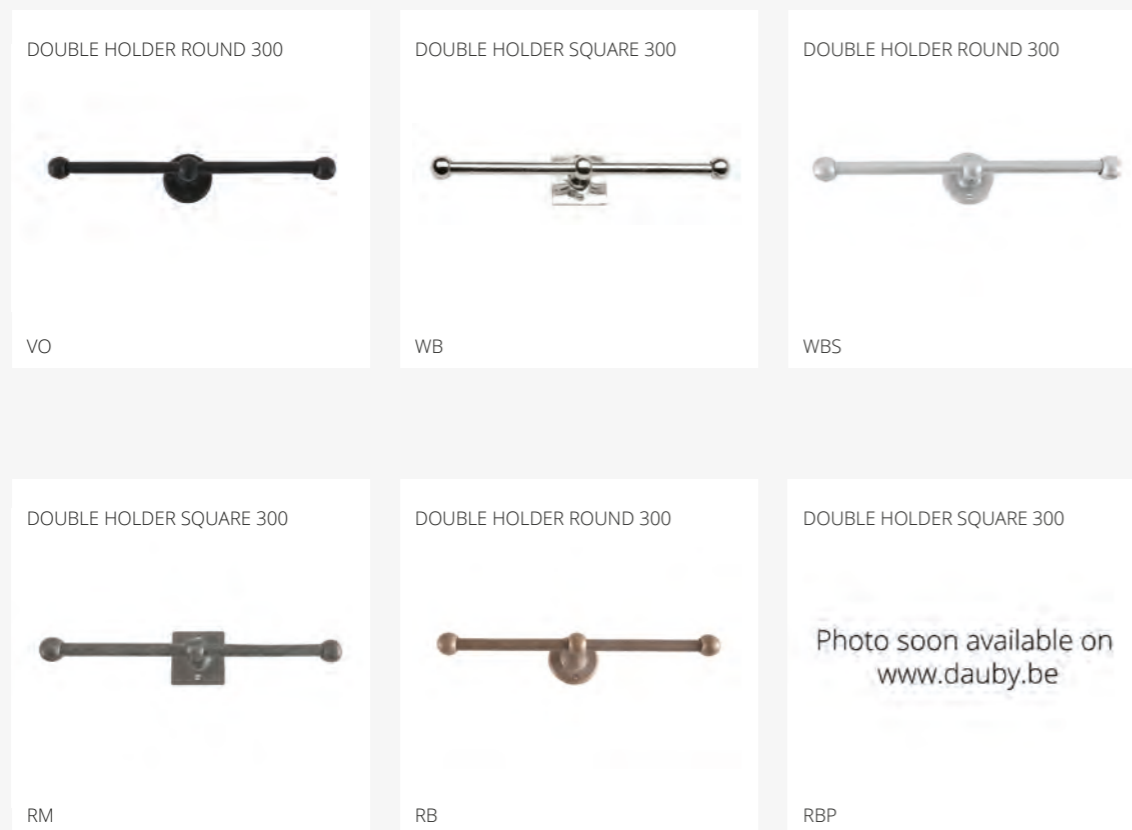 DOUBLE HOLDER ROUND 300
DOUBLE HOLDER SQUARE 300
DOUBLE HOLDER ROUND 300
VO
WB
WBS
DOUBLE HOLDER SQUARE 300
DOUBLE HOLDER ROUND 300
DOUBLE HOLDER SQUARE 300
Photo soon available on
www.dauby.be
RM
RB
RBP